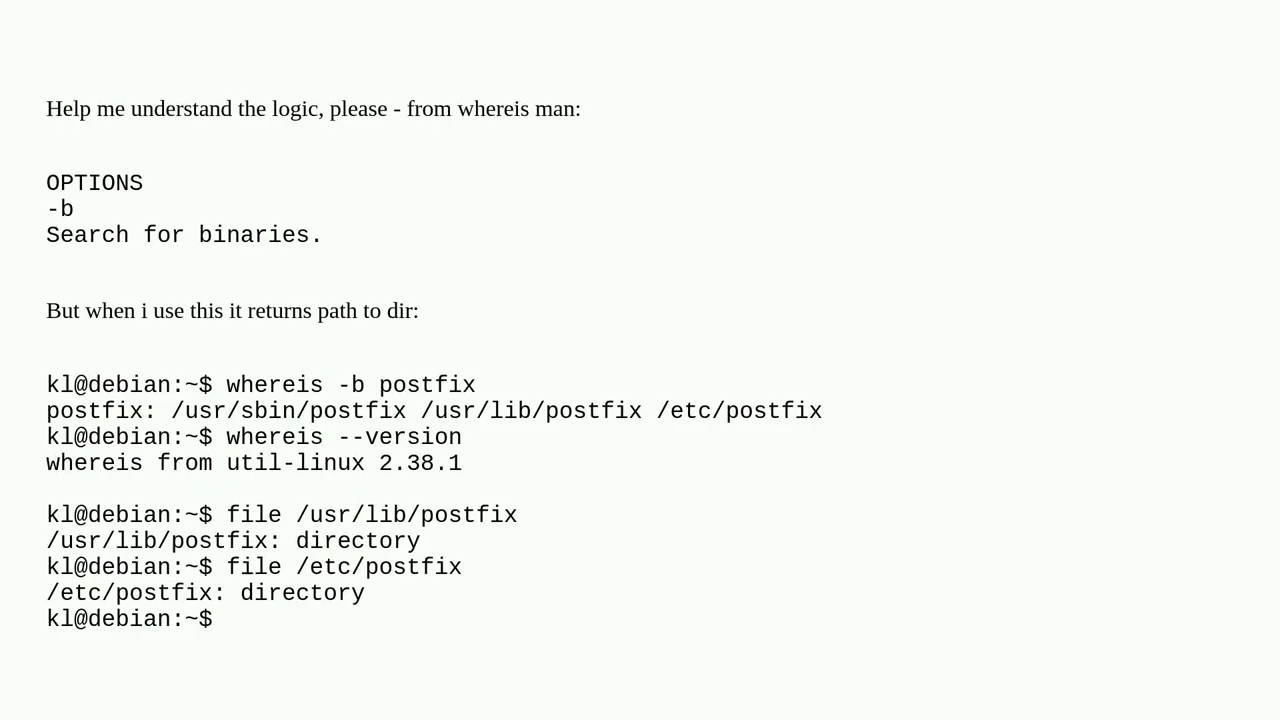 Help me understand the logic, please - from whereis man:
OPTIONS
-b
Search for binaries.
But when i use this it returns path to dir:
kl@debian:~$ whereis -b postfix
postfix: /usr/sbin/postfix /usr/lib/postfix /etc/postfix
kl@debian:~$ whereis --version
whereis from util-linux 2.38.1
kl@debian:~$ file /usr/lib/postfix
/usr/lib/postfix: directory
kl@debian:~$ file /etc/postfix
/etc/postfix: directory
kl@debian:~$